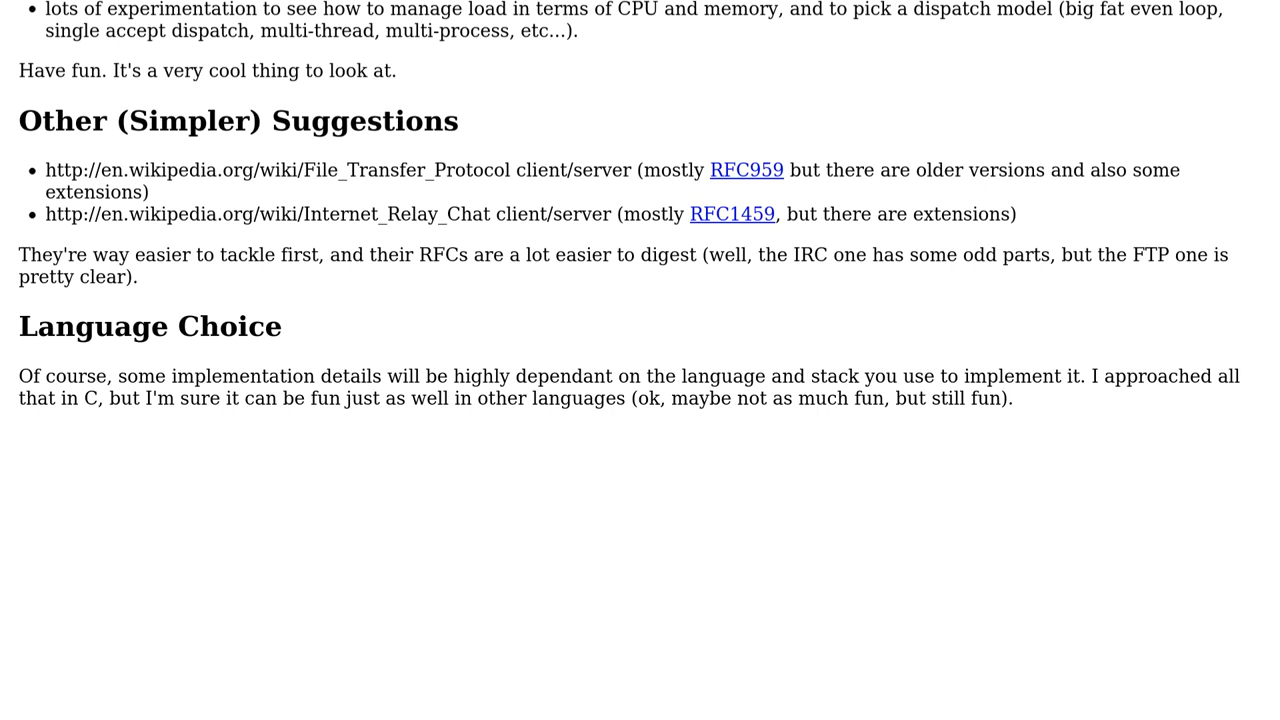 • lots of experimentation to see how to manage load in terms of CPU and memory, and to pick a dispatch model (big fat even loop,
single accept dispatch, multi-thread, multi-process, etc...).
Have fun. It's a very cool thing to look at.
Other (Simpler) Suggestions
• http://en.wikipedia.org/wiki/File_Transfer_Protocol client/server (mostly RFC959 but there are older versions and also some
extensions)
• http://en.wikipedia.org/wiki/Internet_Relay_Chat client/server (mostly RFC1459, but there are extensions)
They're way easier to tackle first, and their RFCs are a lot easier to digest (well, the IRC one has some odd parts, but the FTP one is
pretty clear).
Language Choice
Of course, some implementation details will be highly dependant on the language and stack you use to implement it. I approached all
that in C, but I'm sure it can be fun just as well in other languages (ok, maybe not as much fun, but still fun).